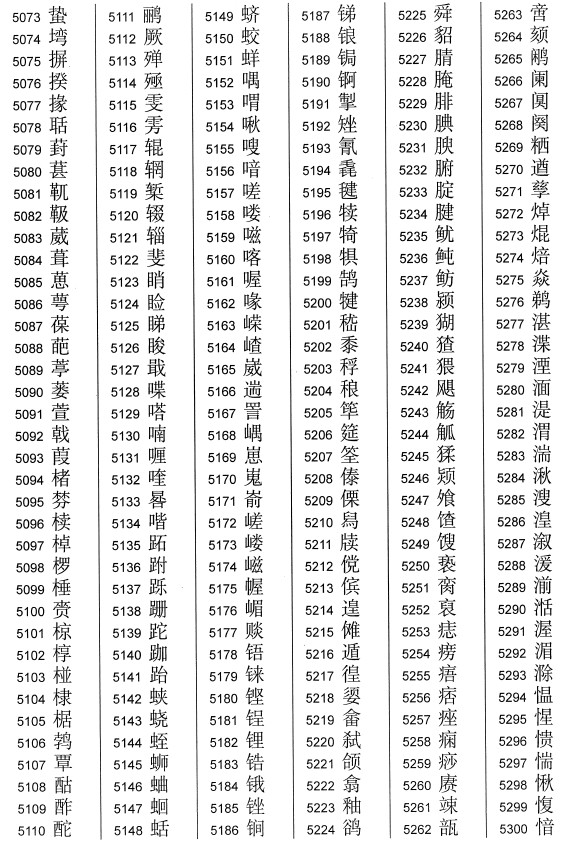 5073 蛰
5074 塆
5075 摒
5076 揆
5077 掾
5078 聒
5079 葑
5080 葚
5081 靰
5082 靸
5083 葳
5084 葺
5085 葸
5086 萼
5087 葆
5088 葩
5089 葶
5090 蒌
5091 萱
5092 戟
5093 葭
5094 楮
5095 棼
5096 椟
5097 棹
5098 椤
5099 棰
5100 赍
5101 椋
5102 椁
5103 椪
5104 棣
5105 椐
5106 鹁
5107 覃
5108 酤
5109 酢
5110 酡
5111 鹂
5112 厥
5113 殚
5114 殛
5115 雯
5116 雱
5117 辊
5118 辋
5119 椠
5120 辍
5121 辎
5122 斐
5123 睄
5124 睑
5125 睇
5126 睃
5127 戢
5128 喋
5129 嗒
5130 喃
5131 喱
5132 喹
5133 晷
5134 喈
5135 跖
5136 跗
5137 跞
5138 跚
5139 跎
5140 跏
5141 跆
5142 蛱
5143 蛲
5144 蛭
5145 蛳
5146 蛐
5147 蛔
5148 蛞
5149 蛴
5150 蛟
5151 蛘
5152 喁
5153 喟
5154 啾
5155 嗖
5156 喑
5157 嗟
5158 喽
5159 嗞
5160 喀
5161 喔
5162 喙
5163 嵘
5164 嵖
5165 崴
5166 遄
5167 詈
5168 嵎
5169 崽
5170 嵬
5171 嵛
5172 嵯
5173 嵝
5174 嵫
5175 幄
5176 嵋
5177 赕
5178 铻
5179 铼
5180 铿
5181 锃
5182 锂
5183 锆
5184 锇
5185 锉
5186 锏
5187 锑
5188 锒
5189 锔
5190 锕
5191 掣
5192 矬
5193 氰
5194 毳
5195 毽
5196 犊
5197 犄
5198 犋
5199 鹄
5200 犍
5201 嵇
5202 黍
5203 稃
5204 稂
5205 筚
5206 筵
5207 筌
5208 傣
5209 傈
5210 舄
5211 牍
5212 傥
5213 傧
5214 遑
5215 傩
5216 遁
5217 徨
5218 媭
5219 畲
5220 弑
5221 颌
5222 翕
5223 釉
5224 鹆
5225 舜
5226 貂
5227 腈
5228 腌
5229 腓
5230 腆
5231 腴
5232 腑
5233 腚
5234 腱
5235 鱿
5236 鲀
5237 鲂
5238 颍
5239 猢
5240 猹
5241 猥
5242 飓
5243 觞
5244 觚
5245 猱
5246 颎
5247 飧
5248 馇
5249 馊
5250 亵
5251 脔
5252 裒
5253 痣
5254 痨
5255 痦
5256 痞
5257 痤
5258 痫
5259 痧
5260 赓
5261 竦
5262 瓿
5263 啻
5264 颏
5265 鹇
5266 阑
5267 阒
5268 阕
5269 粞
5270 遒
5271 孳
5272 焯
5273 焜
5274 焙
5275 焱
5276 鹈
5277 湛
5278 渫
5279 湮
5280 湎
5281 湜
5282 渭
5283 湍
5284 湫
5285 溲
5286 湟
5287 溆
5288 湲
5289 湔
5290 湉
5291 渥
5292 湄
5293 滁
5294 愠
5295 惺
5296 愦
5297 惴
5298 愀
5299 愎
5300 愔